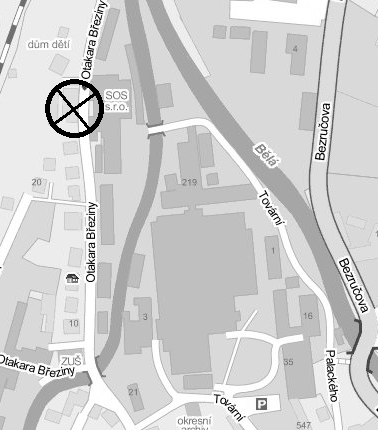 Otakara Březiny
dům dětí
4
SOS
s.r.o.
Bezručova
Bělá
219
20
Tovární
Otakara Březiny
1
Bezručova
10
3
16
ZUŠ
Otakara Březiny
35
Palackého
21
Tovární
P
okresní
archiv
547